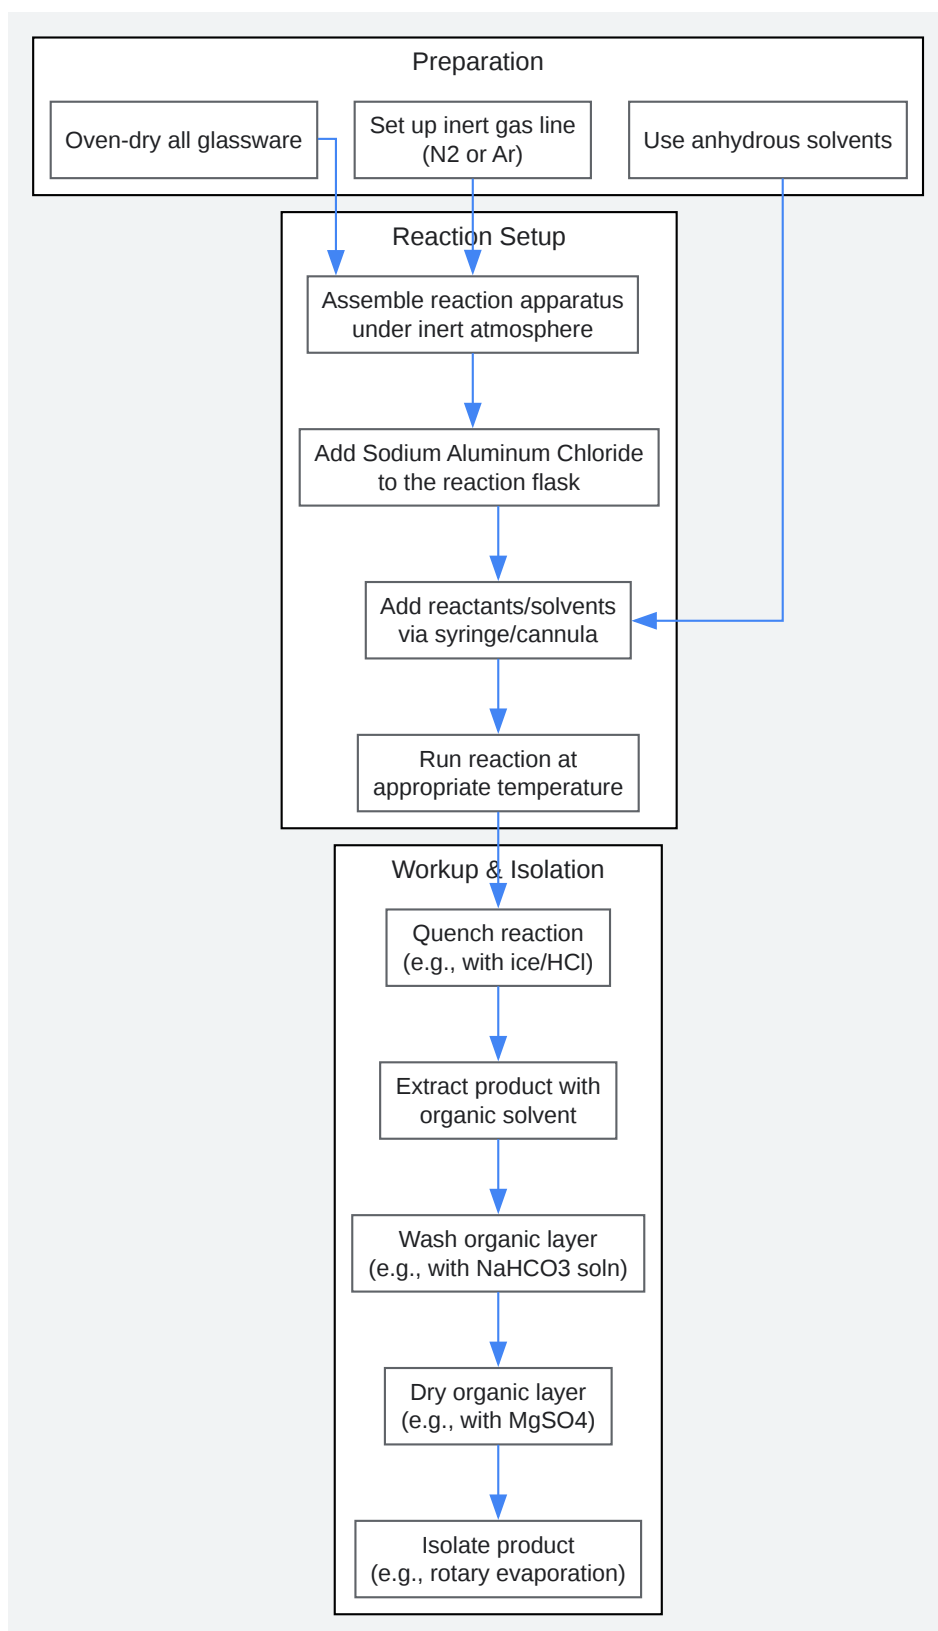 Preparation
Oven-dry all glassware
Set up inert gas line
(N2 or Ar)
Use anhydrous solvents
Reaction Setup
Assemble reaction apparatus
under inert atmosphere
Add Sodium Aluminum Chloride
to the reaction flask
Add reactants/solvents
via syringe/cannula
Run reaction at
appropriate temperature
Workup & Isolation
Quench reaction
(e.g., with ice/HCl)
Extract product with
organic solvent
Wash organic layer
(e.g., with NaHCO3 soln)
Dry organic layer
(e.g., with MgSO4)
Isolate product
(e.g., rotary evaporation)